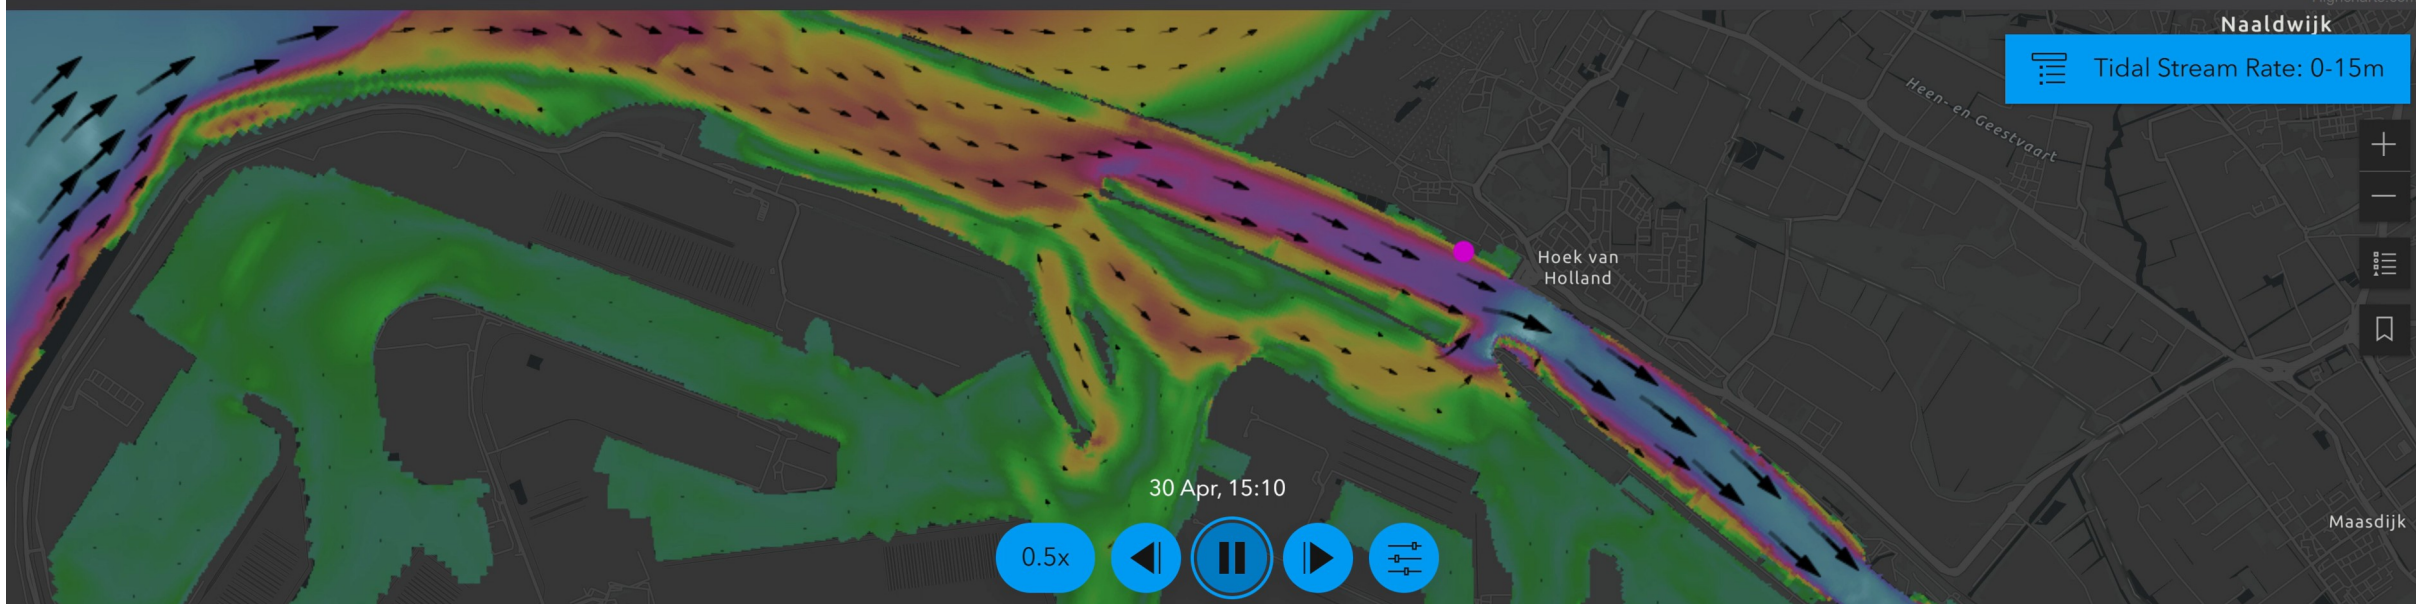 Naaldwijk
Tidal Stream Rate: 0-15m
Heen- en Geestvaart
Hoek van
Holland
30 Apr, 15:10
Maasdijk
0.5x